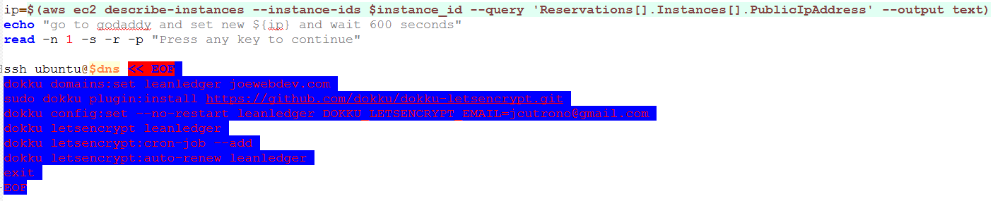 ip=$(aws ec2 describe-instances --instance-ids $instance_id --query 'Reservations[].Instances[].PublicIpAddress' --output text)
echo "go to godaddy and set new ${ip} and wait 600 seconds"
read -n 1 -s -r -p "Press any key to continue"
ssh ubuntu@$dns << EOF
dokku domains:set leanledger joewebdev.com
sudo dokku plugin:install https://github.com/dokku/dokku-letsencrypt.git
dokku config:set --no-restart leanledger DOKKU_LETSENCRYPT_EMAIL=jcutrono@gmail.com
dokku letsencrypt leanledger
dokku letsencrypt:cron-job --add
dokku letsencrypt:auto-renew leanledger
exit
EOF